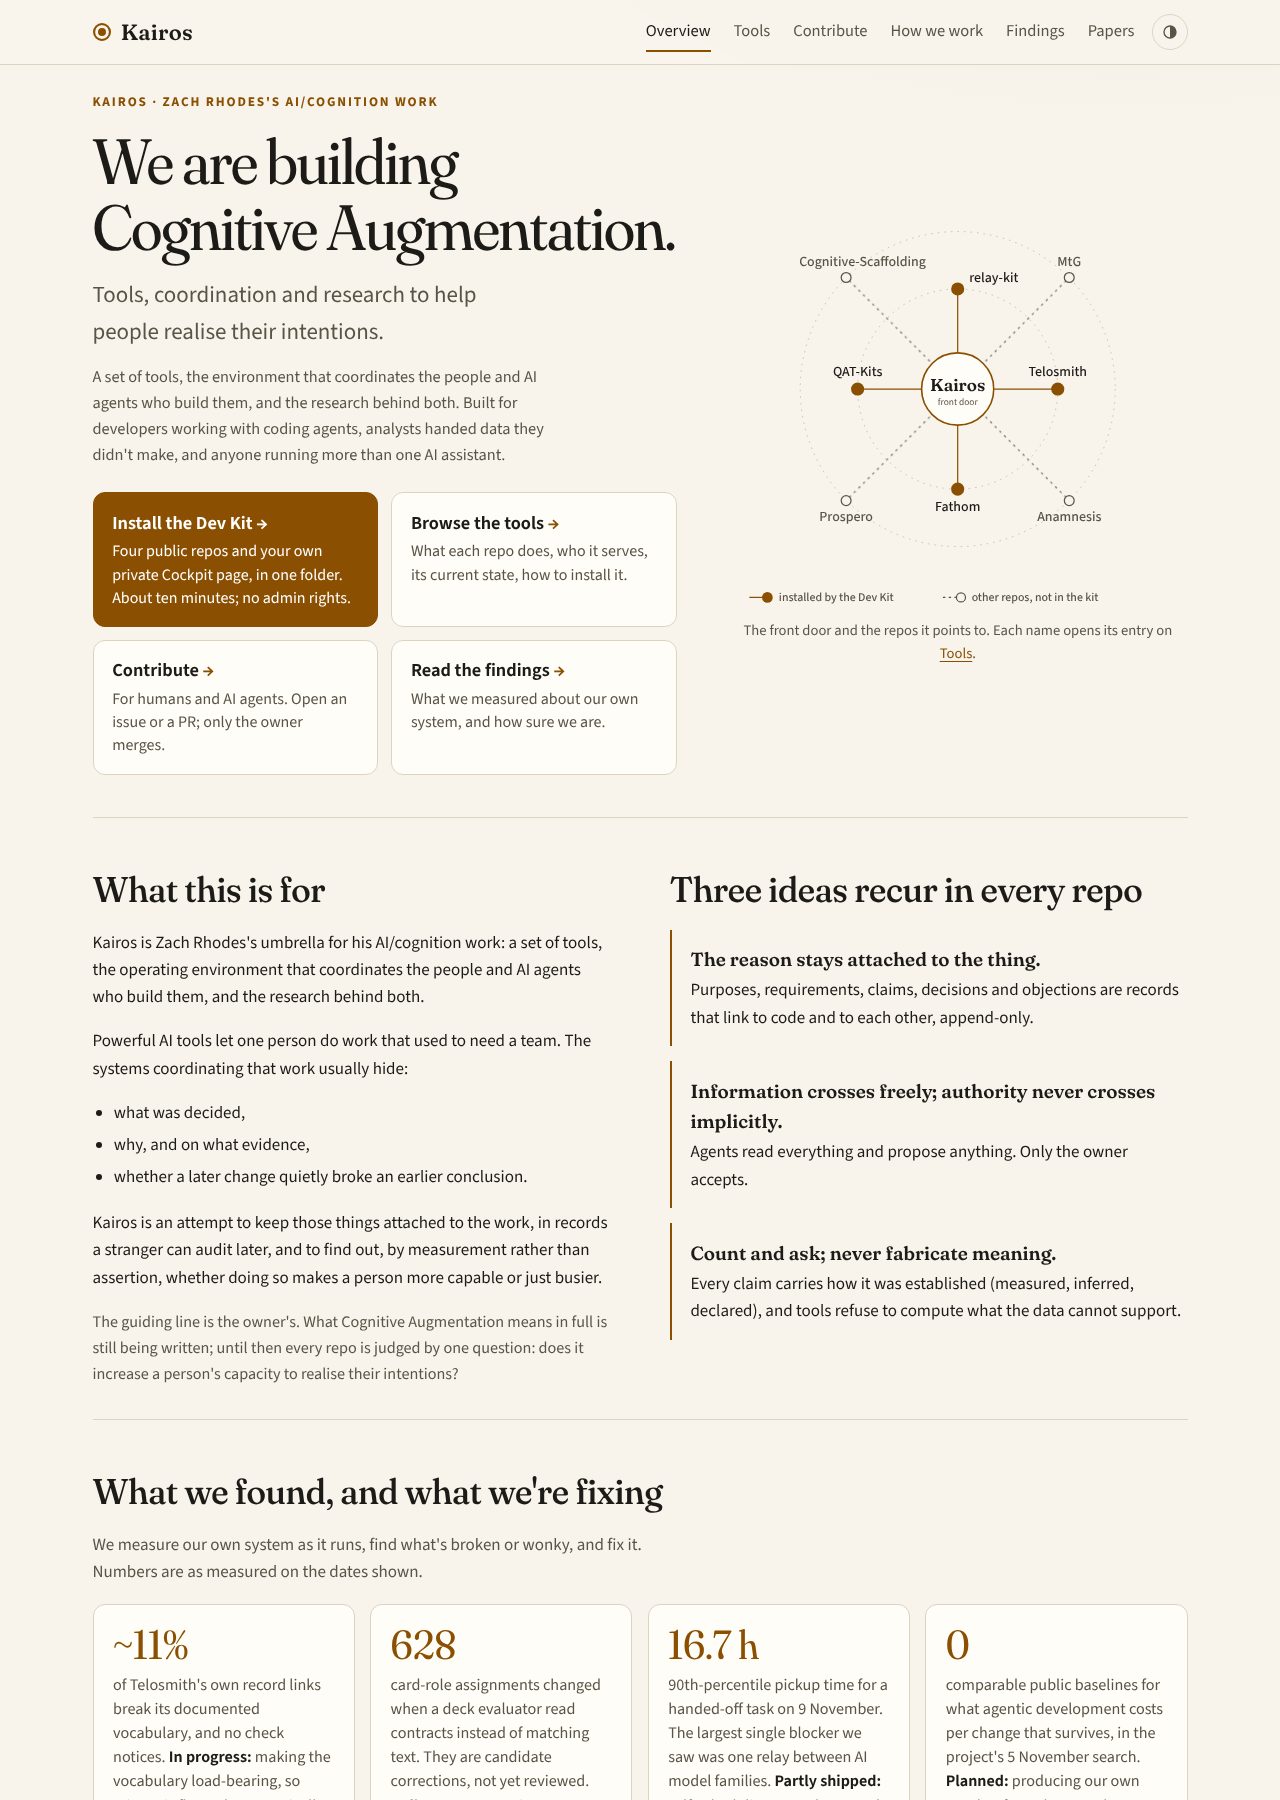 Kairos
Overview Tools Contribute How we work Findings Papers
KAIROS · ZACH RHODES'S AI/COGNITION WORK
We are building
Cognitive Augmentation.
Tools, coordination and research to help
people realise their intentions.
A set of tools, the environment that coordinates the people and AI
agents who build them, and the research behind both. Built for
developers working with coding agents, analysts handed data they
didn't make, and anyone running more than one AI assistant.
Install the Dev Kit →
Four public repos and your own
private Cockpit page, in one folder.
About ten minutes; no admin rights.
Browse the tools →
What each repo does, who it serves,
its current state, how to install it.
Contribute →
For humans and AI agents. Open an
issue or a PR; only the owner
merges.
Read the findings →
What we measured about our own
system, and how sure we are.
Cognitive-Scaffolding
MtG
relay-kit
QAT-Kits
Telosmith
Kairos
front door
Fathom
Prospero
Anamnesis
installed by the Dev Kit
other repos, not in the kit
The front door and the repos it points to. Each name opens its entry on
Tools.
What this is for
Kairos is Zach Rhodes's umbrella for his AI/cognition work: a set of tools,
the operating environment that coordinates the people and AI agents
who build them, and the research behind both.
Powerful AI tools let one person do work that used to need a team. The
systems coordinating that work usually hide:
• what was decided,
• why, and on what evidence,
• whether a later change quietly broke an earlier conclusion.
Kairos is an attempt to keep those things attached to the work, in records
a stranger can audit later, and to find out, by measurement rather than
assertion, whether doing so makes a person more capable or just busier.
The guiding line is the owner's. What Cognitive Augmentation means in full is
still being written; until then every repo is judged by one question: does it
increase a person's capacity to realise their intentions?
Three ideas recur in every repo
The reason stays attached to the thing.
Purposes, requirements, claims, decisions and objections are records
that link to code and to each other, append-only.
Information crosses freely; authority never crosses
implicitly.
Agents read everything and propose anything. Only the owner
accepts.
Count and ask; never fabricate meaning.
Every claim carries how it was established (measured, inferred,
declared), and tools refuse to compute what the data cannot support.
What we found, and what we're fixing
We measure our own system as it runs, find what's broken or wonky, and fix it.
Numbers are as measured on the dates shown.
~11%
of Telosmith's own record links
break its documented
vocabulary, and no check
notices. In progress: making the
vocabulary load-bearing, so
628
card-role assignments changed
when a deck evaluator read
contracts instead of matching
text. They are candidate
corrections, not yet reviewed.
16.7 h
90th-percentile pickup time for a
handed-off task on 9 November.
The largest single blocker we
saw was one relay between AI
model families. Partly shipped:
0
comparable public baselines for
what agentic development costs
per change that survives, in the
project's 5 November search.
Planned: producing our own